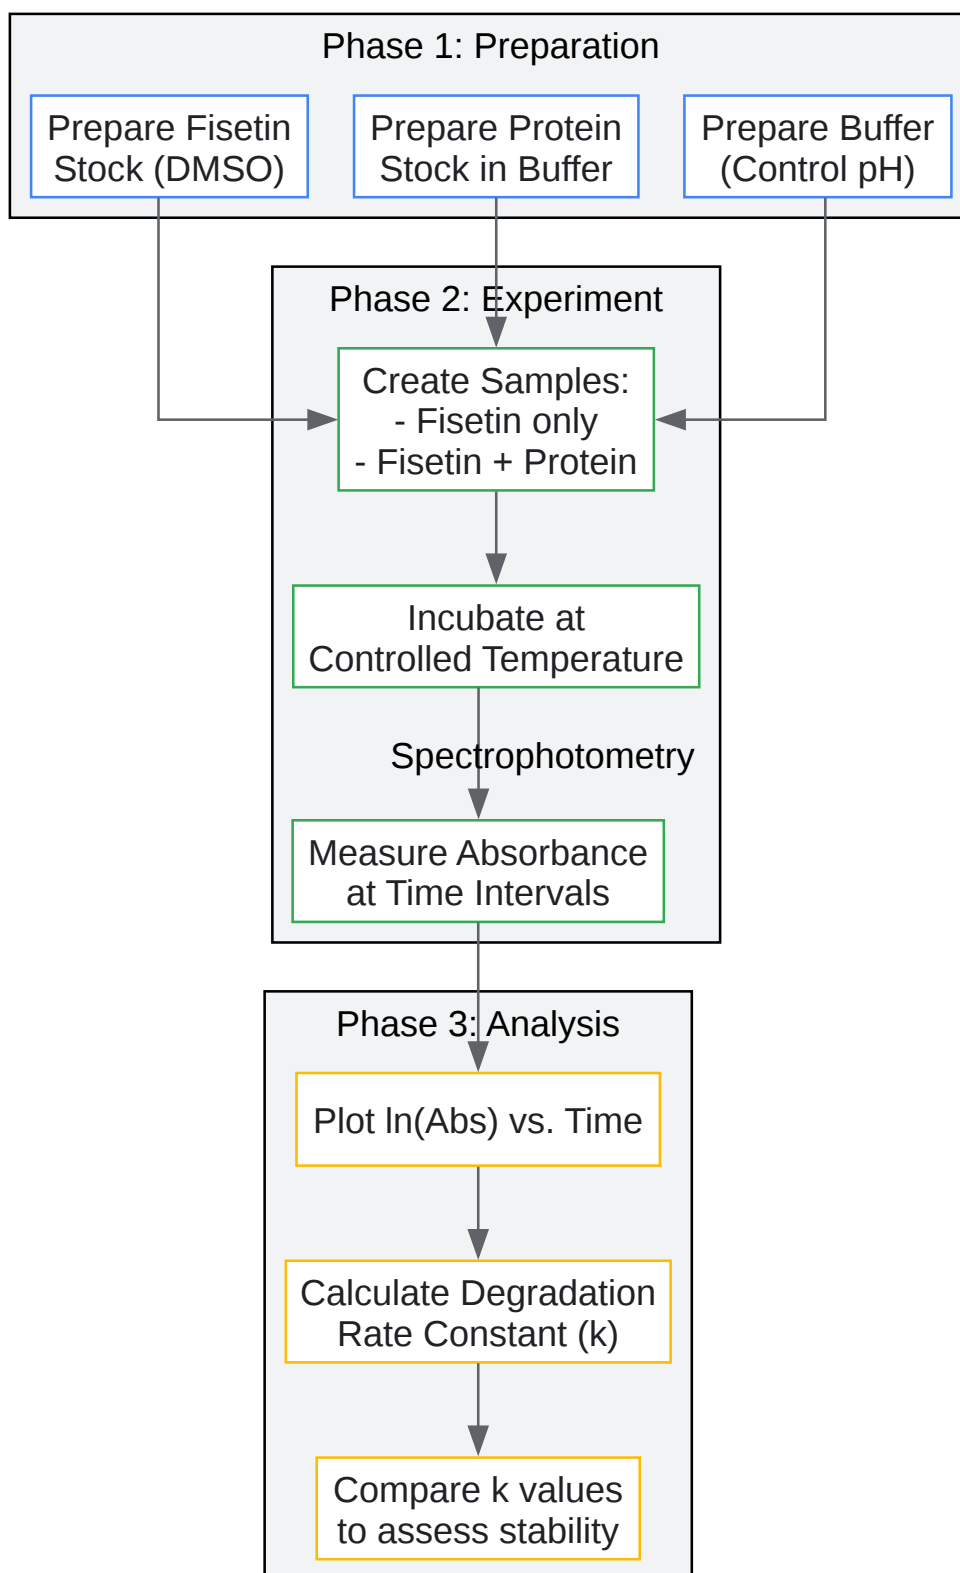 Phase 1: Preparation
Prepare Fisetin
Stock (DMSO)
Prepare Protein
Stock in Buffer
Prepare Buffer
(Control pH)
Phase 2: Experiment
Create Samples:
- Fisetin only
- Fisetin + Protein
Incubate at
Controlled Temperature
Spectrophotometry
Measure Absorbance
at Time Intervals
Phase 3: Analysis
Plot ln(Abs) vs. Time
Calculate Degradation
Rate Constant (k)
Compare k values
to assess stability